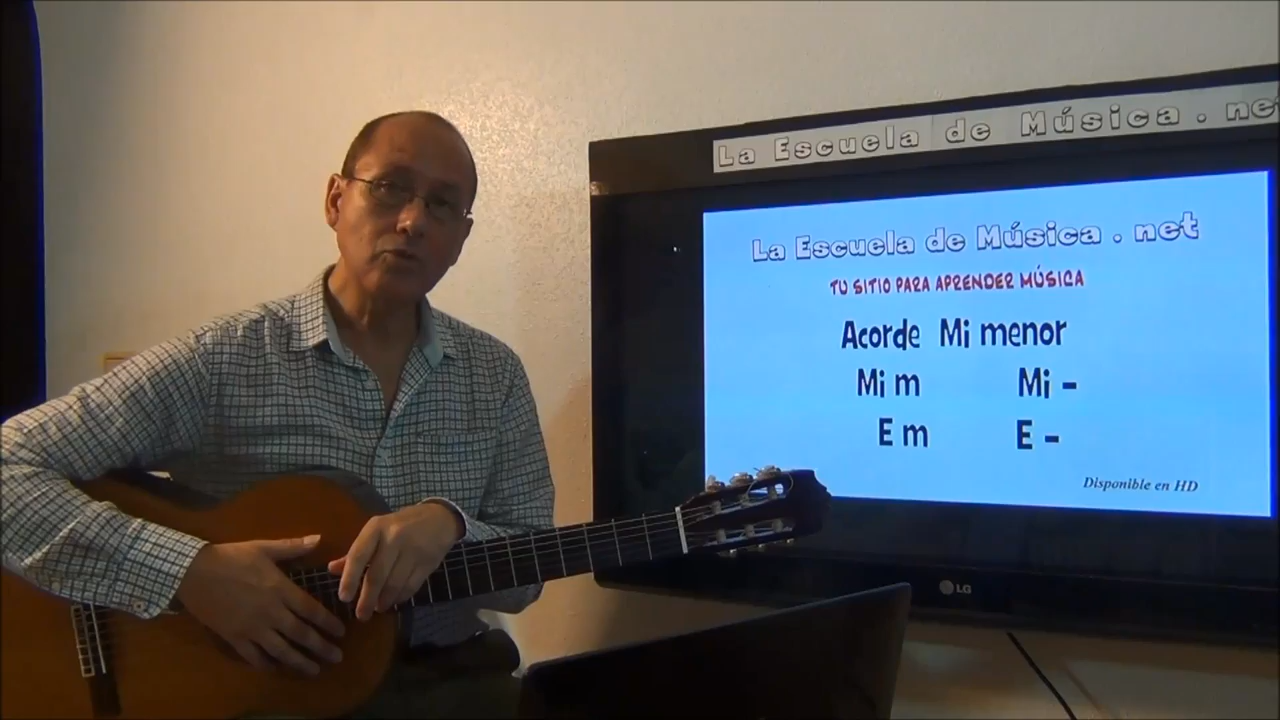 La Escuela de Música . net
La Escuela de Música . net
TU SITIO PARA APRENDER MÚSICA
Acorde Mi menor
Mi m Mi -
E m E -
Disponible en HD
LG